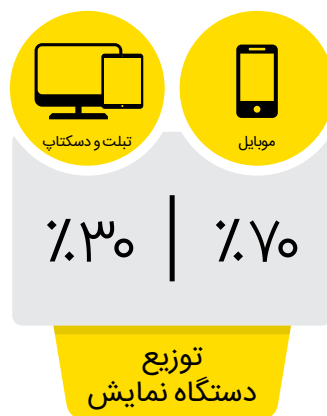 موبایل
تبلت و دسکتاپ
٪۷۰
٪۳۰
توزیع
دستگاه نمایش